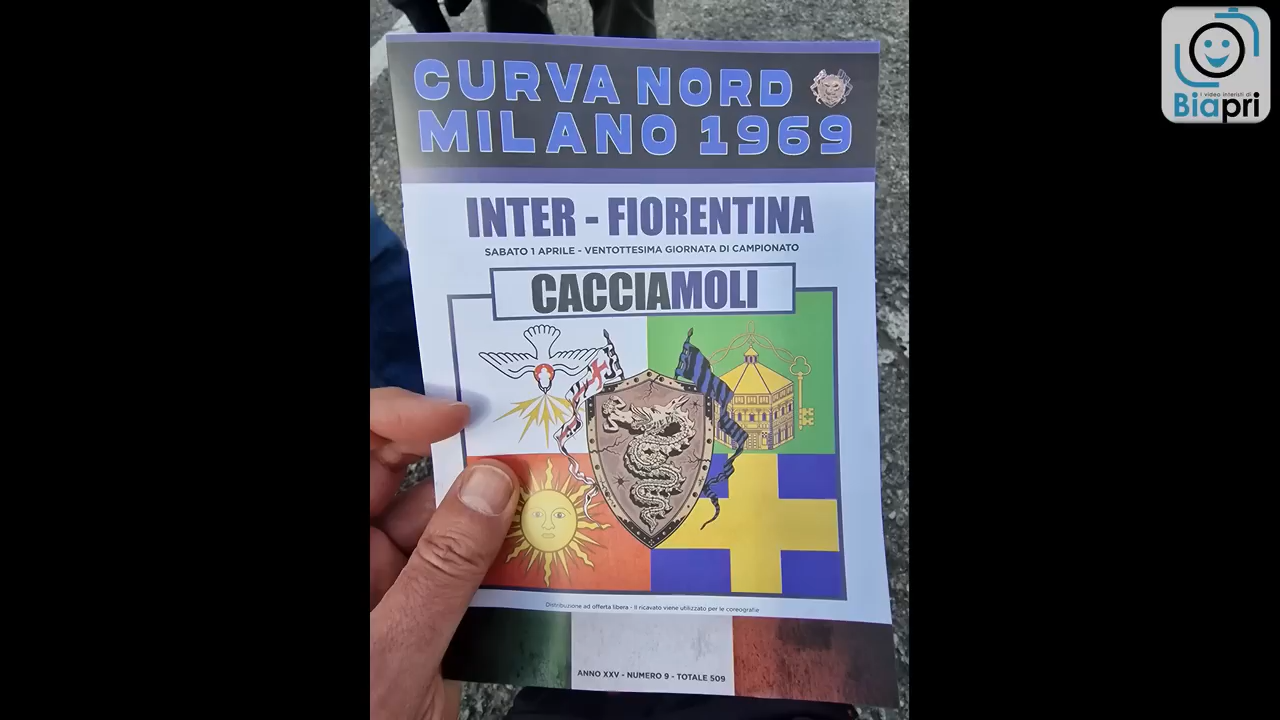 CURVA NORD
MILANO 1969
INTER - FIORENTINA
SABATO 1 APRILE - VENTOTTESIMA GIORNATA DI CAMPIONATO
CACCIAMOLI
Distribuzione ad offerta libera - Il ricavato viene utilizzato per le coreografie
ANNO XXV - NUMERO 9 - TOTALE 509
i video interisti di
Biapri